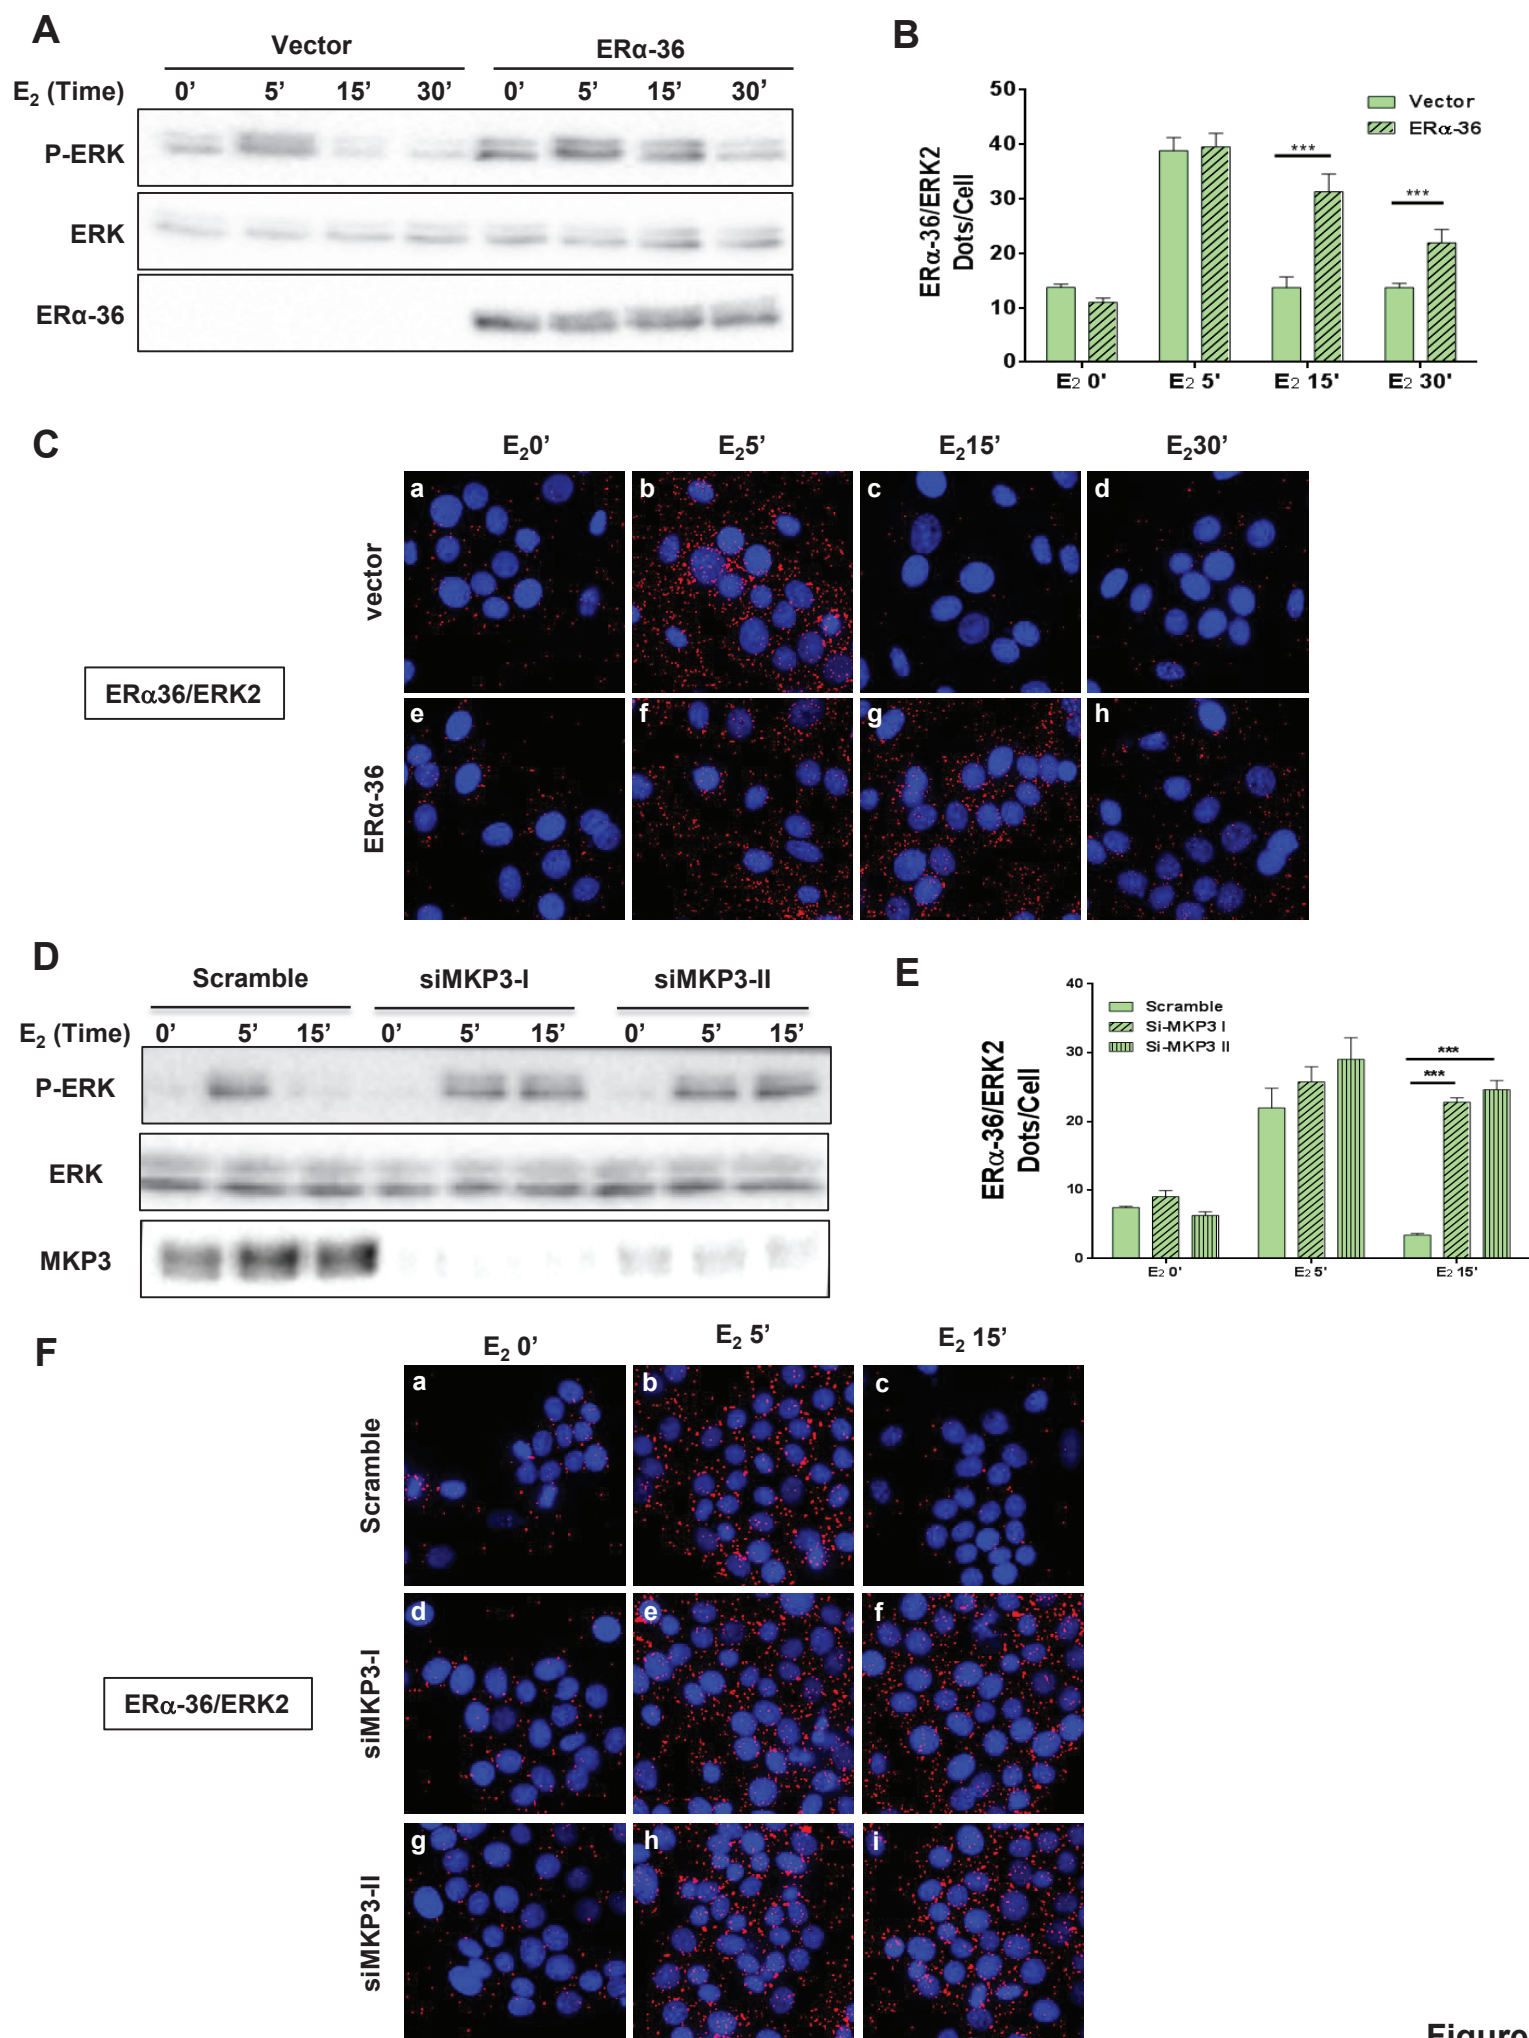 A
Vector
ERα-36
E2 (Time)
0’ 5’ 15’ 30’ 0’ 5’ 15’ 30’
P-ERK
ERK
ERα-36
B
50
40
30
20
10
0
ERα-36/ERK2
Dots/Cell
Vector
ERα-36
***
***
E2 0' E2 5' E2 15' E2 30'
C
E20’ E25’ E215’ E230’
vector
a b c d
ERα36/ERK2
ERα-36
e f g h
D
Scramble siMKP3-I siMKP3-II
E2 (Time) 0’ 5’ 15’ 0’ 5’ 15’ 0’ 5’ 15’
P-ERK
ERK
MKP3
E
40
30
20
10
0
ERα-36/ERK2
Dots/Cell
Scramble
Si-MKP3 I
Si-MKP3 II
***
***
E2 0' E2 5' E2 15'
F
E2 0’ E2 5’ E2 15’
Scramble
a b c
ERα-36/ERK2
siMKP3-I
d e f
siMKP3-II
g h i
Figure